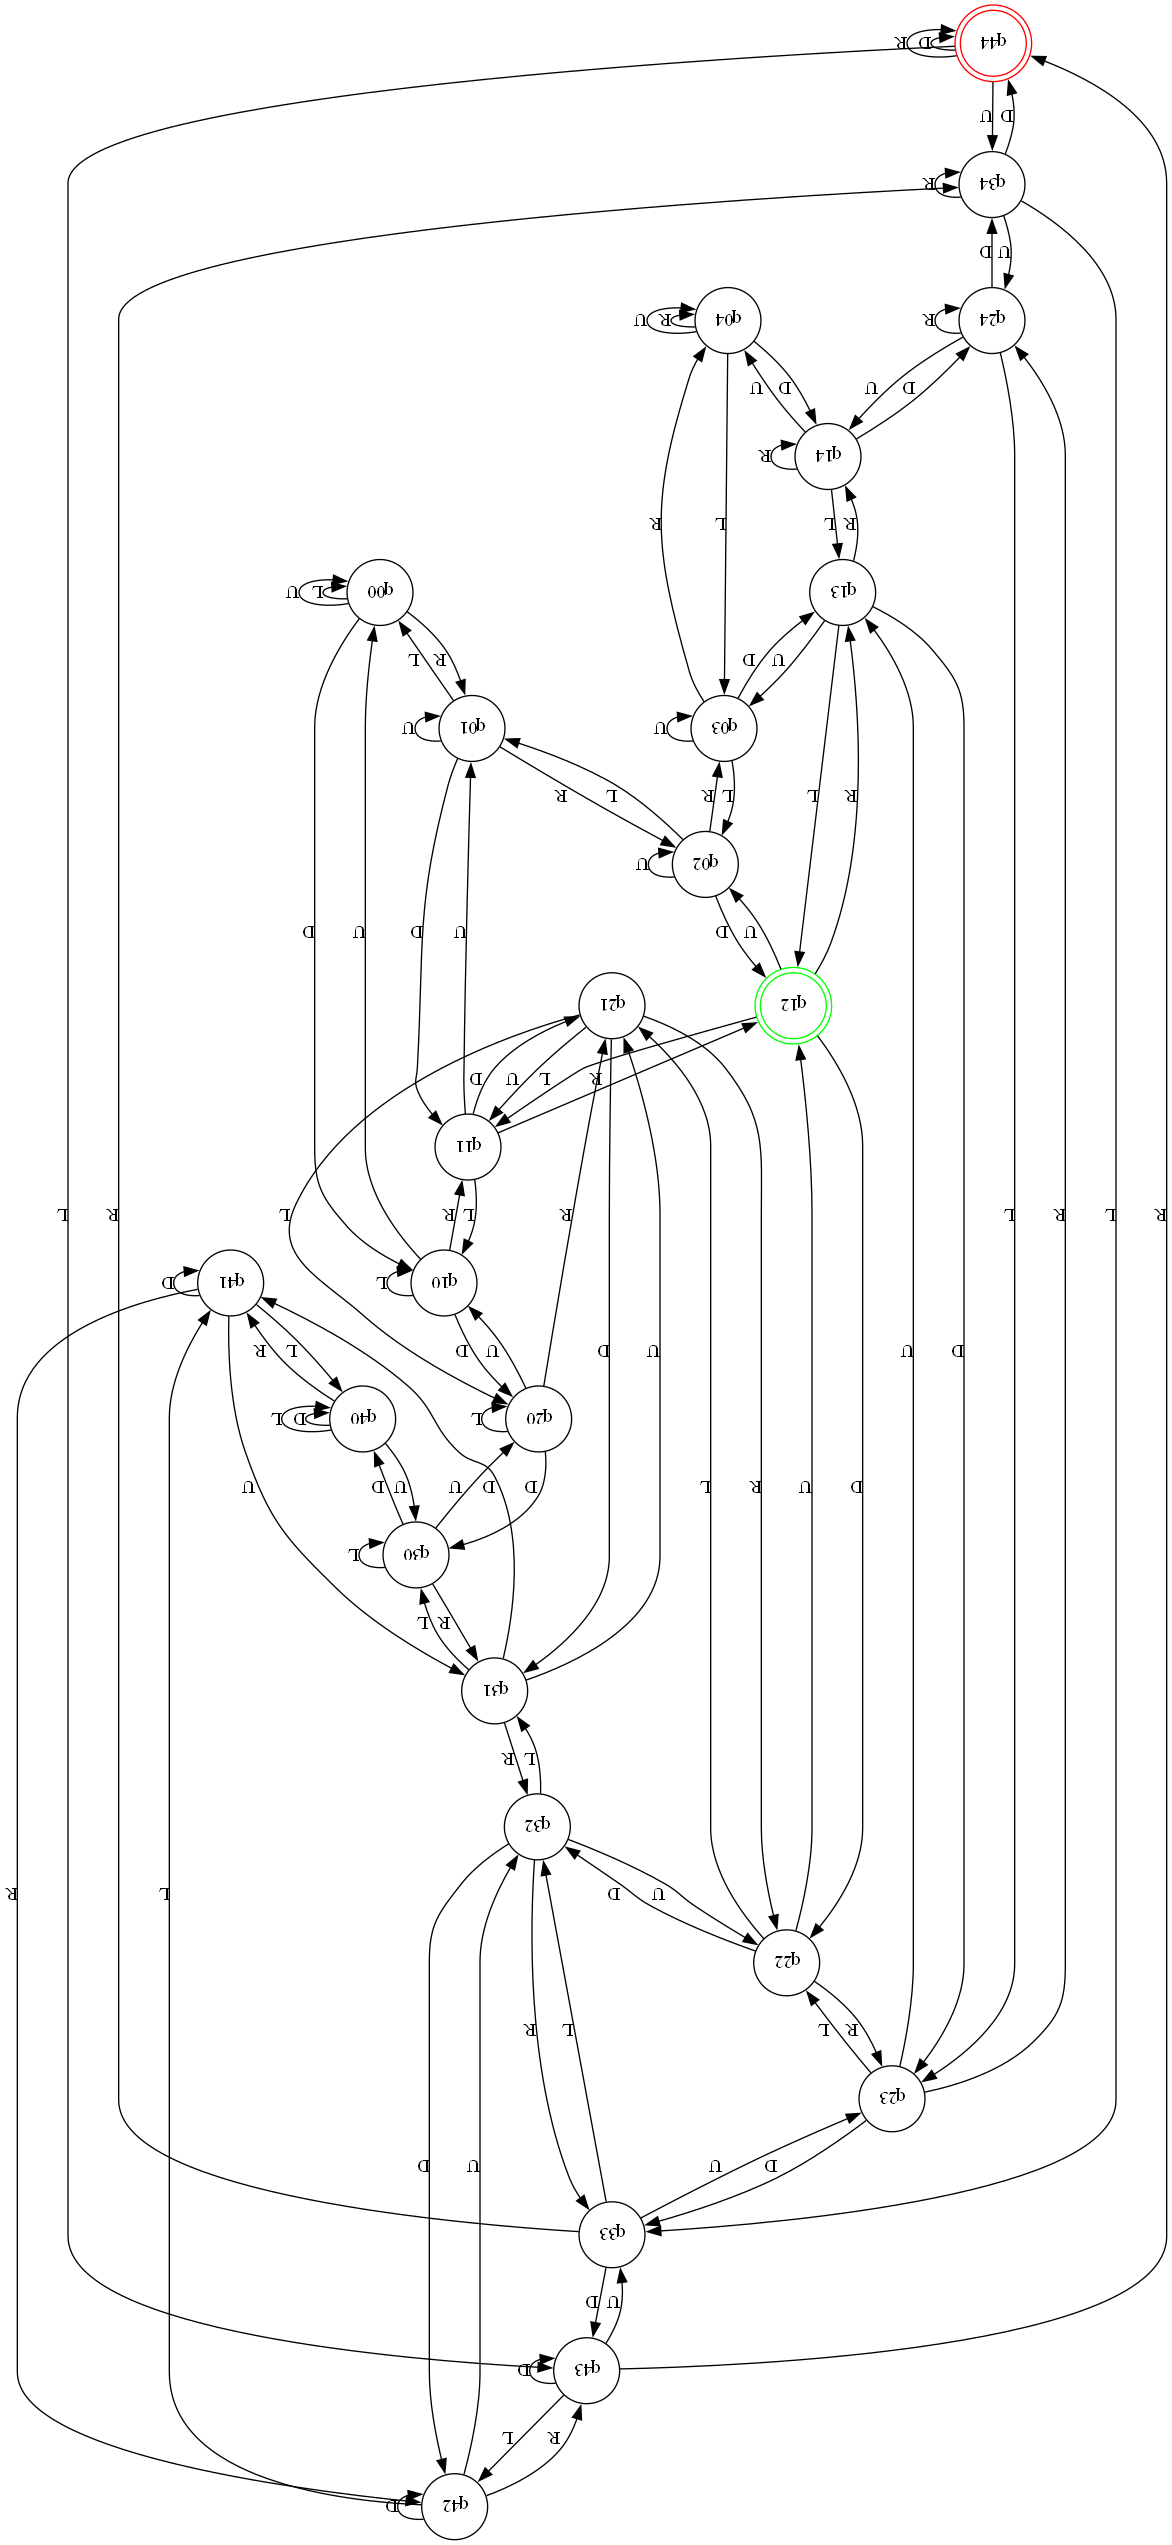 q42 D
R L
q43 D
U D
q33
D U U D
q23
R L L R
q22
U D L R
q32
L R
q31
R L
q30 L
D U R L D D U U D U
q20 L q40 D L
D U U D U D L R
q10 L q41 D
R L R L R L R L R L
q11
R L U D
q12 q21
U D U D U D
q02 U
R L L R L R
q03 U q01 U
U D R L
q13 q00 L U
R L L R
q14 R
D U D U
q24 R q04 R U
U D
q34 R
D U
q44 D R